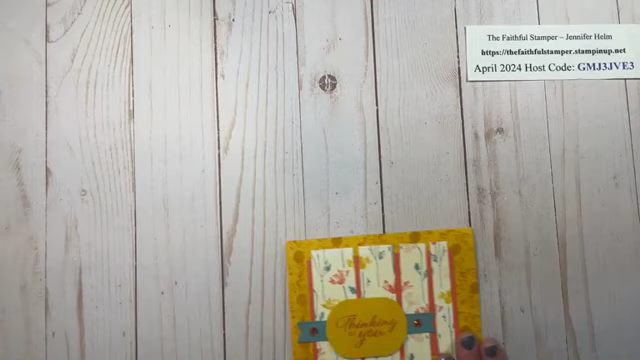 The Faithful Stamper – Jennifer Helm
https://thefaithfulstamper.stampinup.net
April 2024 Host Code: GMJ3JVE3
Thinking
of you